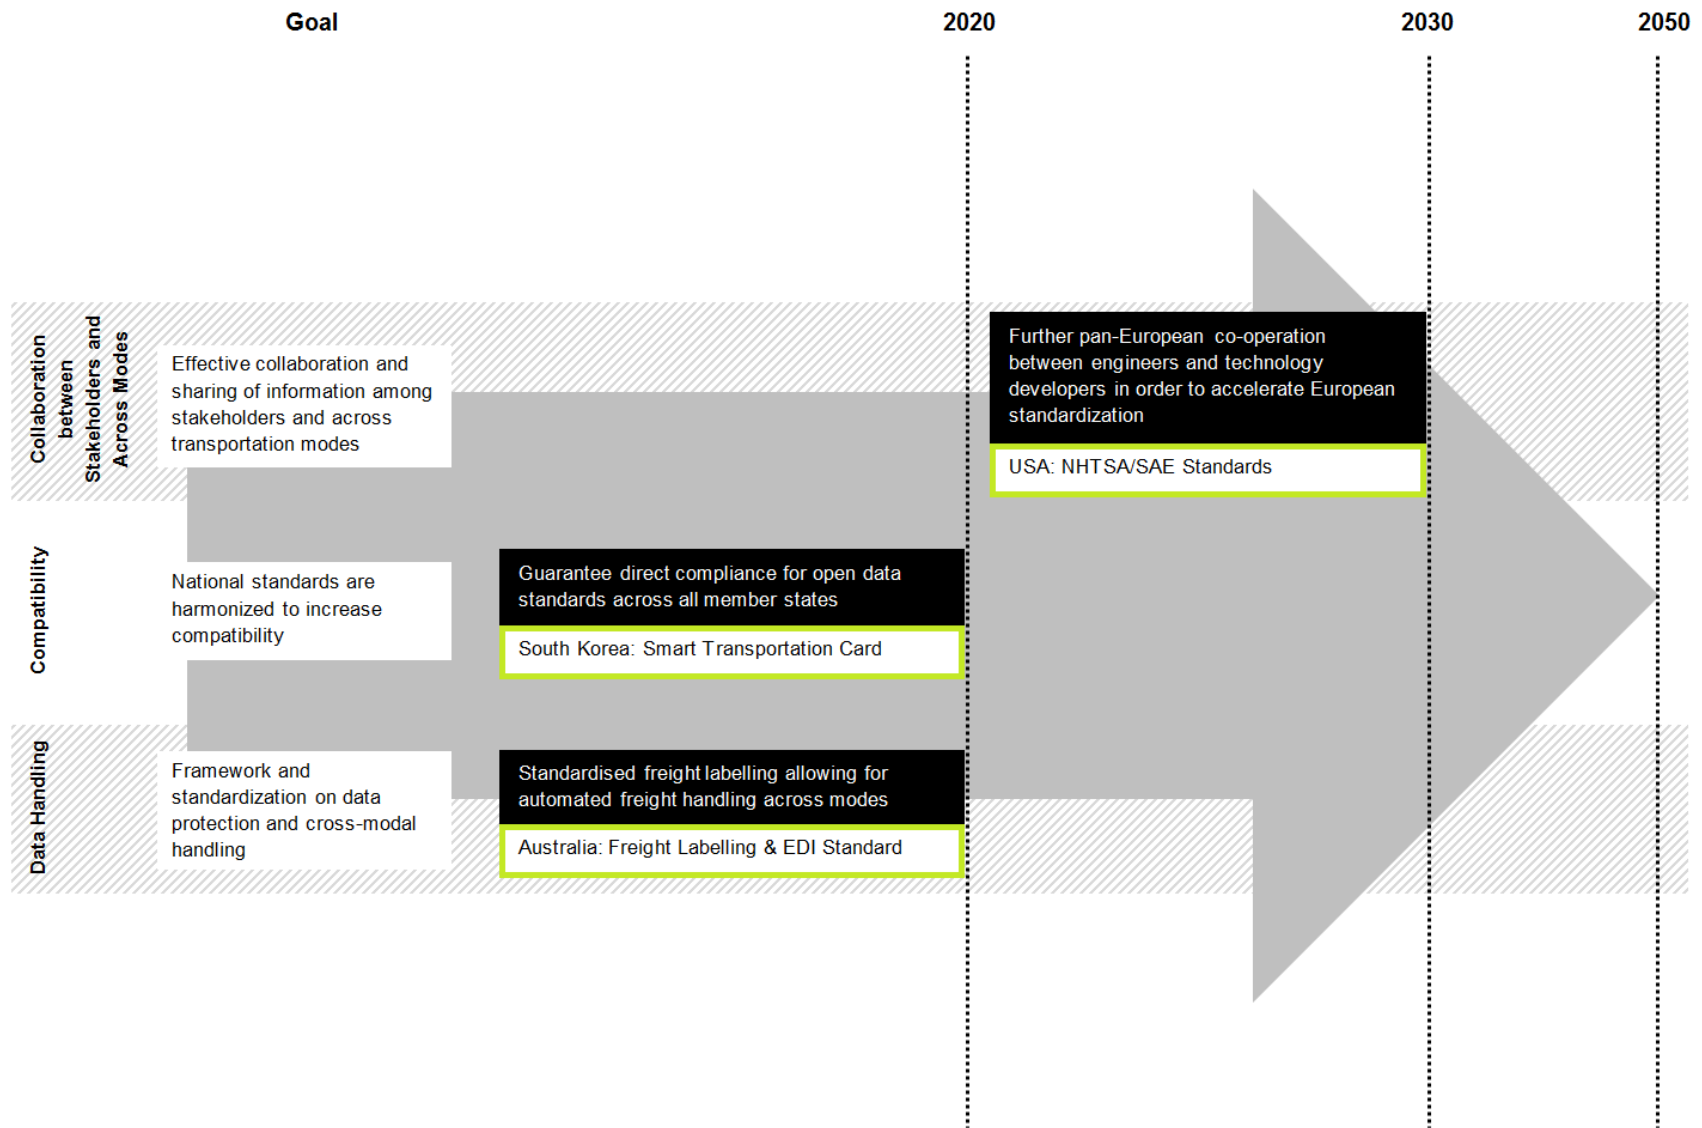 Goal
2020
2030
2050
Collaboration
between
Stakeholders and
Across Modes
Effective collaboration and
sharing of information among
stakeholders and across
transportation modes
Further pan-European co-operation
between engineers and technology
developers in order to accelerate European
standardization
USA: NHTSA/SAE Standards
Compatibility
National standards are
harmonized to increase
compatibility
Guarantee direct compliance for open data
standards across all member states
South Korea: Smart Transportation Card
Data Handling
Framework and
standardization on data
protection and cross-modal
handling
Standardised freight labelling allowing for
automated freight handling across modes
Australia: Freight Labelling & EDI Standard